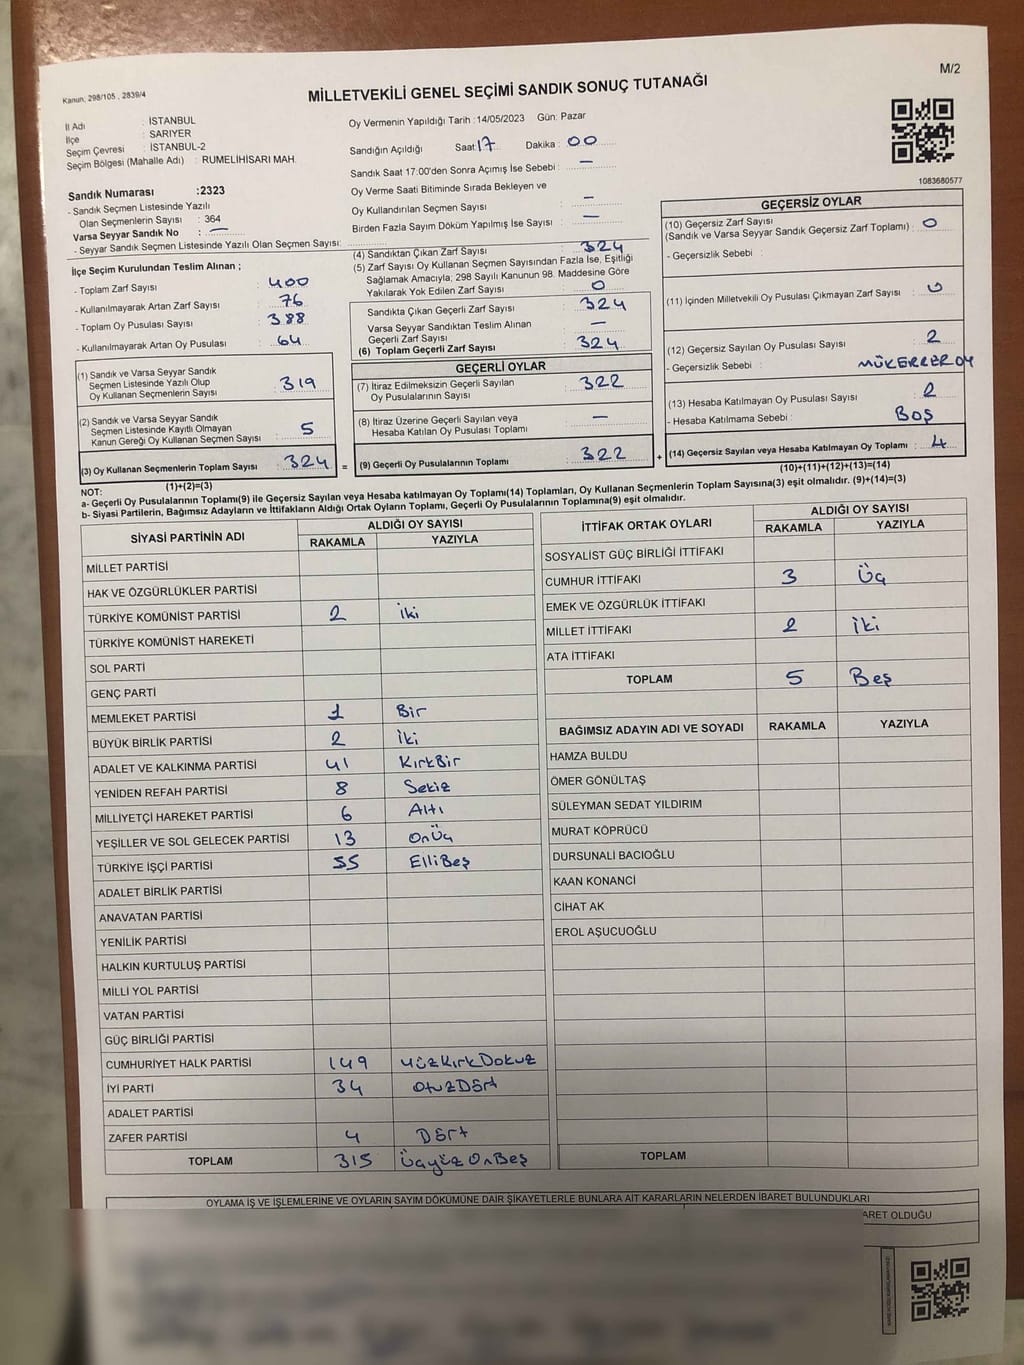 M/2
Kanun; 298/105 , 2839/4
MİLLETVEKİLİ GENEL SEÇİMİ SANDIK SONUÇ TUTANAĞI
İl Adı : İSTANBUL
İlçe : SARIYER
Seçim Çevresi : İSTANBUL-2
Seçim Bölgesi (Mahalle Adı) : RUMELİHİSARI MAH.
Sandık Numarası :2323
- Sandık Seçmen Listesinde Yazılı
Olan Seçmenlerin Sayısı : 364
Varsa Seyyar Sandık No : —
- Seyyar Sandık Seçmen Listesinde Yazılı Olan Seçmen Sayısı:
Oy Vermenin Yapıldığı Tarih :14/05/2023 Gün: Pazar
Sandığın Açıldığı Saat: 17 Dakika : 00
Sandık Saat 17:00'den Sonra Açımış İse Sebebi : —
Oy Verme Saati Bitiminde Sırada Bekleyen ve
Oy Kullandırılan Seçmen Sayısı : —
Birden Fazla Sayım Döküm Yapılmış İse Sayısı : —
1083680577
İlçe Seçim Kurulundan Teslim Alınan ;
- Toplam Zarf Sayısı : 400
- Kullanılmayarak Artan Zarf Sayısı : 76
- Toplam Oy Pusulası Sayısı : 388
- Kullanılmayarak Artan Oy Pusulası : 64
(1) Sandık ve Varsa Seyyar Sandık
Seçmen Listesinde Yazılı Olup
Oy Kullanan Seçmenlerin Sayısı : 319
(2) Sandık ve Varsa Seyyar Sandık
Seçmen Listesinde Kayıtlı Olmayan
Kanun Gereği Oy Kullanan Seçmen Sayısı : 5
(3) Oy Kullanan Seçmenlerin Toplam Sayısı : 324 =
(1)+(2)=(3)
(4) Sandıktan Çıkan Zarf Sayısı : 324
(5) Zarf Sayısı Oy Kullanan Seçmen Sayısından Fazla İse, Eşitliği
Sağlamak Amacıyla; 298 Sayılı Kanunun 98. Maddesine Göre
Yakılarak Yok Edilen Zarf Sayısı : 0
Sandıkta Çıkan Geçerli Zarf Sayısı : 324
Varsa Seyyar Sandıktan Teslim Alınan
Geçerli Zarf Sayısı : —
(6) Toplam Geçerli Zarf Sayısı : 324
GEÇERLİ OYLAR
(7) İtiraz Edilmeksizin Geçerli Sayılan
Oy Pusulalarının Sayısı : 322
(8) İtiraz Üzerine Geçerli Sayılan veya
Hesaba Katılan Oy Pusulası Toplamı : —
(9) Geçerli Oy Pusulalarının Toplamı : 322 +
GEÇERSİZ OYLAR
(10) Geçersiz Zarf Sayısı
(Sandık ve Varsa Seyyar Sandık Geçersiz Zarf Toplamı) : 0
- Geçersizlik Sebebi :
(11) İçinden Milletvekili Oy Pusulası Çıkmayan Zarf Sayısı : 0
(12) Geçersiz Sayılan Oy Pusulası Sayısı : 2
- Geçersizlik Sebebi : MÜKERRER OY
(13) Hesaba Katılmayan Oy Pusulası Sayısı : 2
- Hesaba Katılmama Sebebi : BOŞ
(14) Geçersiz Sayılan veya Hesaba Katılmayan Oy Toplamı : 4
(10)+(11)+(12)+(13)=(14)
NOT:
a- Geçerli Oy Pusulalarının Toplamı(9) ile Geçersiz Sayılan veya Hesaba katılmayan Oy Toplamı(14) Toplamları, Oy Kullanan Seçmenlerin Toplam Sayısına(3) eşit olmalıdır. (9)+(14)=(3)
b- Siyasi Partilerin, Bağımsız Adayların ve İttifakların Aldığı Ortak Oyların Toplamı, Geçerli Oy Pusulalarının Toplamına(9) eşit olmalıdır.
SİYASİ PARTİNİN ADI ALDIĞI OY SAYISI
RAKAMLA YAZIYLA
MİLLET PARTİSİ
HAK VE ÖZGÜRLÜKLER PARTİSİ
TÜRKİYE KOMÜNİST PARTİSİ 2 İki
TÜRKİYE KOMÜNİST HAREKETİ
SOL PARTİ
GENÇ PARTİ
MEMLEKET PARTİSİ 1 Bir
BÜYÜK BİRLİK PARTİSİ 2 İki
ADALET VE KALKINMA PARTİSİ 41 KırkBir
YENİDEN REFAH PARTİSİ 8 Sekiz
MİLLİYETÇİ HAREKET PARTİSİ 6 Altı
YEŞİLLER VE SOL GELECEK PARTİSİ 13 OnÜç
TÜRKİYE İŞÇİ PARTİSİ 55 ElliBeş
ADALET BİRLİK PARTİSİ
ANAVATAN PARTİSİ
YENİLİK PARTİSİ
HALKIN KURTULUŞ PARTİSİ
MİLLİ YOL PARTİSİ
VATAN PARTİSİ
GÜÇ BİRLİĞİ PARTİSİ
CUMHURİYET HALK PARTİSİ 149 YüzKırkDokuz
İYİ PARTİ 34 OtuzDört
ADALET PARTİSİ
ZAFER PARTİSİ 4 Dört
TOPLAM 315 ÜçyüzOnBeş
İTTİFAK ORTAK OYLARI ALDIĞI OY SAYISI
RAKAMLA YAZIYLA
SOSYALİST GÜÇ BİRLİĞİ İTTİFAKI
CUMHUR İTTİFAKI 3 Üç
EMEK VE ÖZGÜRLÜK İTTİFAKI
MİLLET İTTİFAKI 2 İki
ATA İTTİFAKI
TOPLAM 5 Beş
BAĞIMSIZ ADAYIN ADI VE SOYADI RAKAMLA YAZIYLA
HAMZA BULDU
ÖMER GÖNÜLTAŞ
SÜLEYMAN SEDAT YILDIRIM
MURAT KÖPRÜCÜ
DURSUNALİ BACIOĞLU
KAAN KONANCİ
CİHAT AK
EROL AŞUCUOĞLU
TOPLAM
OYLAMA İŞ VE İŞLEMLERİNE VE OYLARIN SAYIM DÖKÜMÜNE DAİR ŞİKAYETLERLE BUNLARA AİT KARARLARIN NELERDEN İBARET BULUNDUKLARI
ARET OLDUĞU